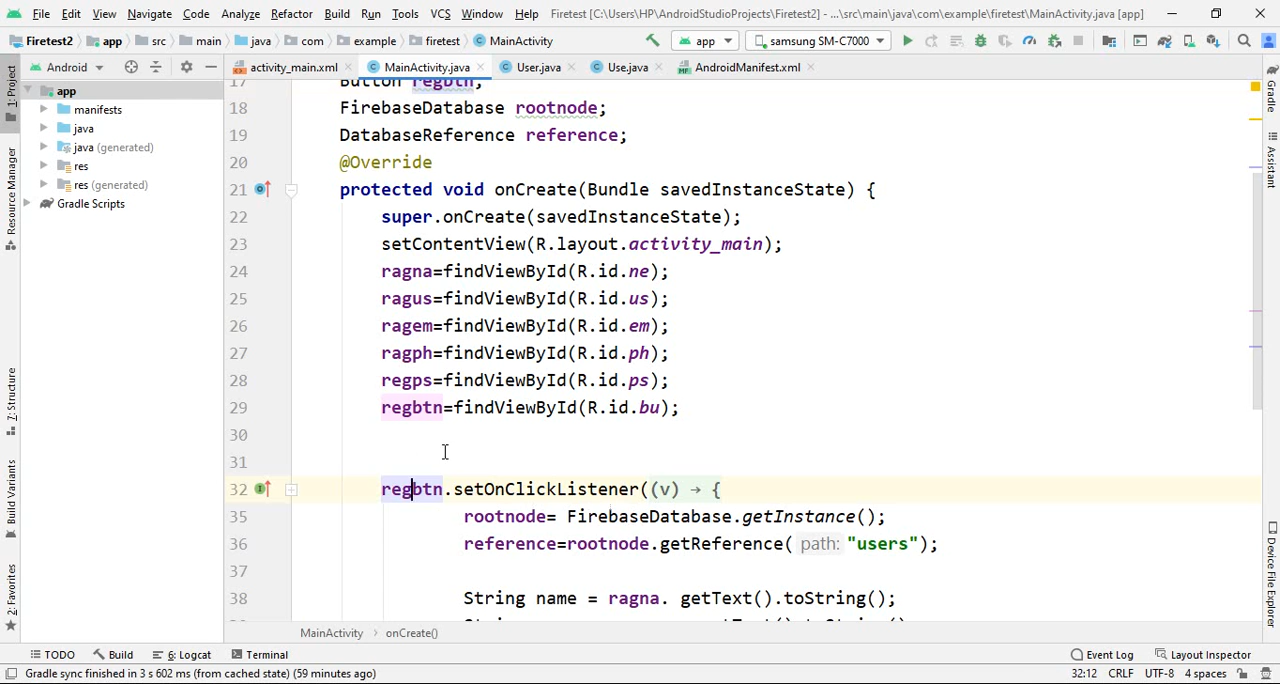 File Edit View Navigate Code Analyze Refactor Build Run Tools VCS Window Help Firetest [C:\Users\HP\AndroidStudioProjects\Firetest2] - ...\src\main\java\com\example\firetest\MainActivity.java [app]
Firetest2 app src main java com example firetest MainActivity app samsung SM-C7000
Android activity_main.xml MainActivity.java User.java Use.java AndroidManifest.xml
1: Project
Resource Manager
7: Structure
Build Variants
2: Favorites
app
manifests
java
java (generated)
res
res (generated)
Gradle Scripts
17 Button regbtn;
18 FirebaseDatabase rootnode;
19 DatabaseReference reference;
20 @Override
21 protected void onCreate(Bundle savedInstanceState) {
22 super.onCreate(savedInstanceState);
23 setContentView(R.layout.activity_main);
24 ragna=findViewById(R.id.ne);
25 ragus=findViewById(R.id.us);
26 ragem=findViewById(R.id.em);
27 ragph=findViewById(R.id.ph);
28 regps=findViewById(R.id.ps);
29 regbtn=findViewById(R.id.bu);
30
31
32 regbtn.setOnClickListener((v) → {
35 rootnode= FirebaseDatabase.getInstance();
36 reference=rootnode.getReference( path: "users");
37
38 String name = ragna. getText().toString();
Gradle
Assistant
Device File Explorer
MainActivity › onCreate()
TODO Build 6: Logcat Terminal Event Log Layout Inspector
Gradle sync finished in 3 s 602 ms (from cached state) (59 minutes ago) 32:12 CRLF UTF-8 4 spaces